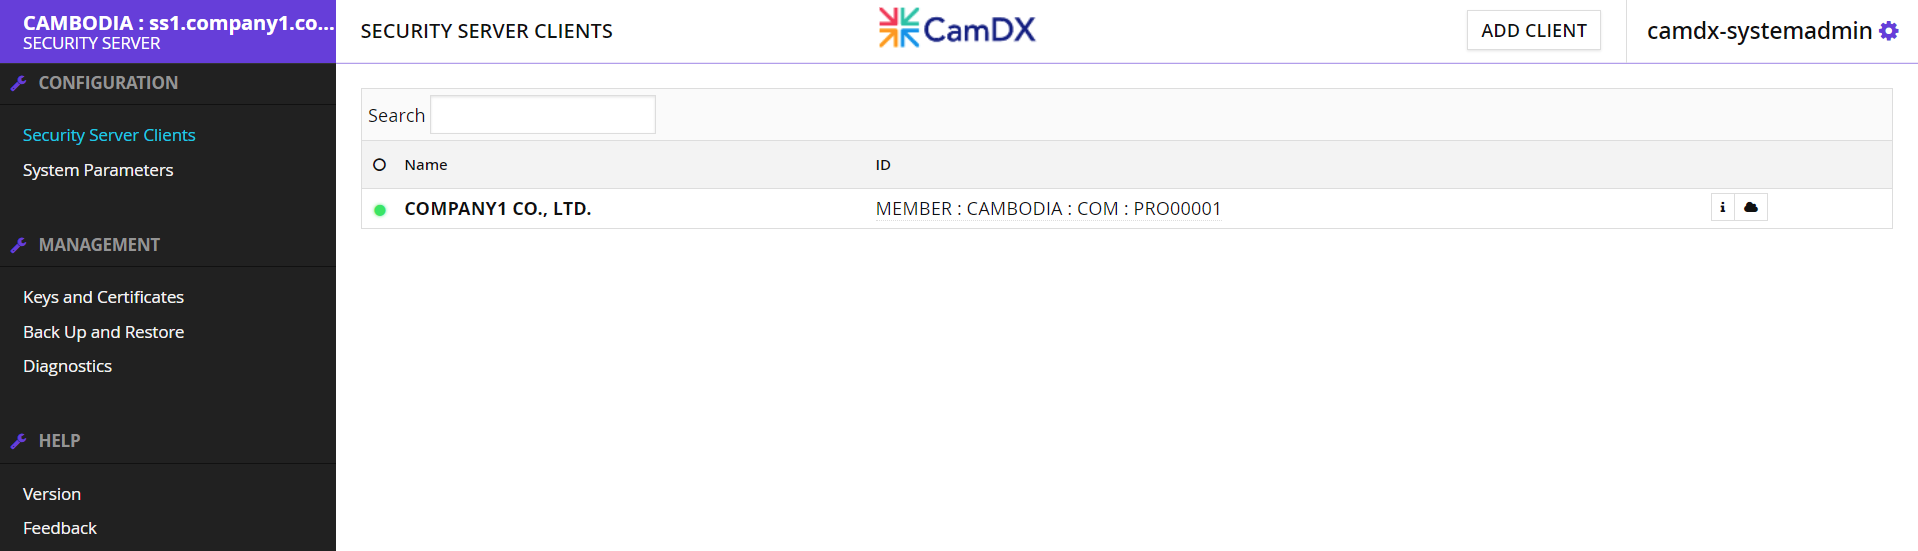 CAMBODIA : ss1.company1.co...
SECURITY SERVER
SECURITY SERVER CLIENTS
CamDX
ADD CLIENT
camdx-systemadmin
CONFIGURATION
Security Server Clients
System Parameters
MANAGEMENT
Keys and Certificates
Back Up and Restore
Diagnostics
HELP
Version
Feedback
Search
Name ID
COMPANY1 CO., LTD. MEMBER : CAMBODIA : COM : PRO00001